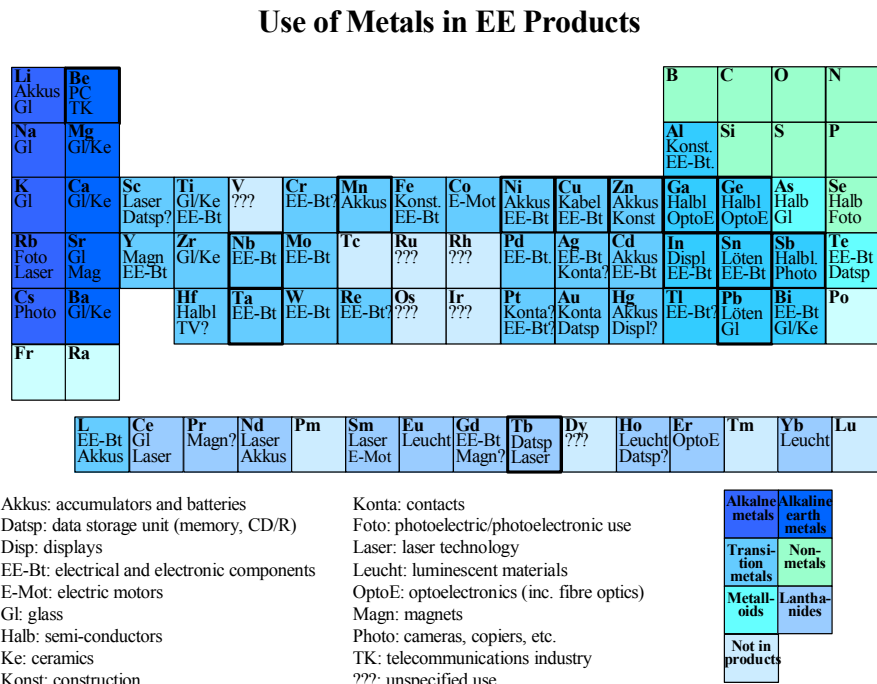 Use of Metals in EE Products
Li Be B C O N
Akkus PC
Gl TK
Na Mg Al Si S P
Gl Gl/Ke Konst.
EE-Bt.
K Ca Sc Ti V Cr Mn Fe Co Ni Cu Zn Ga Ge As Se
Gl Gl/Ke Laser Gl/Ke ??? EE-Bt? Akkus Konst. E-Mot Akkus Kabel Akkus Halbl Halbl Halb Halb
Datsp? EE-Bt EE-Bt EE-Bt EE-Bt Konst OptoE OptoE Gl Foto
Rb Sr Y Zr Nb Mo Tc Ru Rh Pd Ag Cd In Sn Sb Te
Foto Gl Magn Gl/Ke EE-Bt EE-Bt ??? ??? EE-Bt. EE-Bt Akkus Displ Löten Halbl. EE-Bt
Laser Mag EE-Bt Konta? EE-Bt EE-Bt EE-Bt Photo Datsp
Cs Ba Hf Ta W Re Os Ir Pt Au Hg Tl Pb Bi Po
Photo Gl/Ke Halbl EE-Bt EE-Bt EE-Bt? ??? ??? Konta? Konta Akkus EE-Bt? Löten EE-Bt
TV? EE-Bt? Datsp Displ? Gl Gl/Ke
Fr Ra
L Ce Pr Nd Pm Sm Eu Gd Tb Dy Ho Er Tm Yb Lu
EE-Bt Gl Magn? Laser Laser Leucht EE-Bt Datsp ??? Leucht OptoE Leucht
Akkus Laser Akkus E-Mot Magn? Laser Datsp?
Akkus: accumulators and batteries
Datsp: data storage unit (memory, CD/R)
Disp: displays
EE-Bt: electrical and electronic components
E-Mot: electric motors
Gl: glass
Halb: semi-conductors
Ke: ceramics
Konst: construction
Konta: contacts
Foto: photoelectric/photoelectronic use
Laser: laser technology
Leucht: luminescent materials
OptoE: optoelectronics (inc. fibre optics)
Magn: magnets
Photo: cameras, copiers, etc.
TK: telecommunications industry
???: unspecified use
Alkalne Alkaline
metals earth
metals
Transi- Non-
tion metals
metals
Metall- Lantha-
oids nides
Not in
products